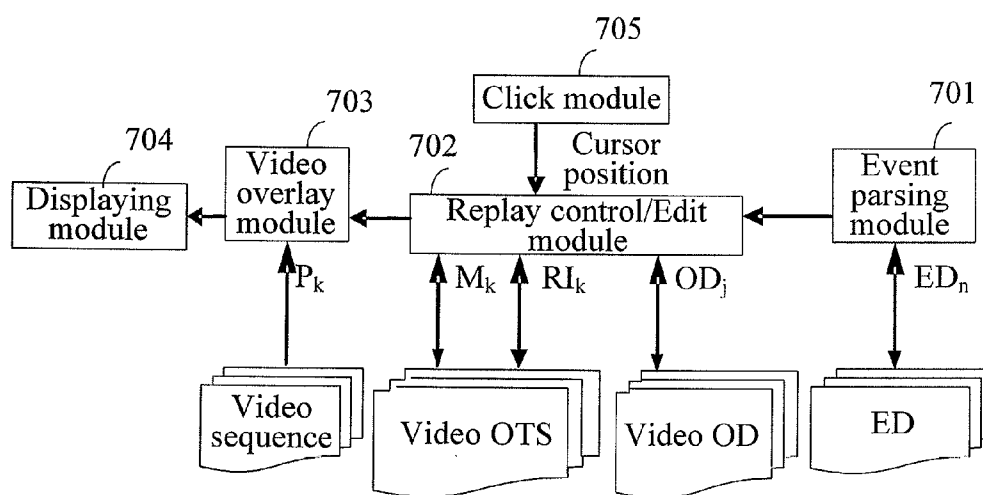 705
Click module
703
701
704
702
Video
overlay
module
Cursor
position
Event
parsing
module
Displaying
module
Replay control/Edit
module
Pk
Mk
RIk
ODj
EDn
Video
sequence
Video OTS
Video OD
ED